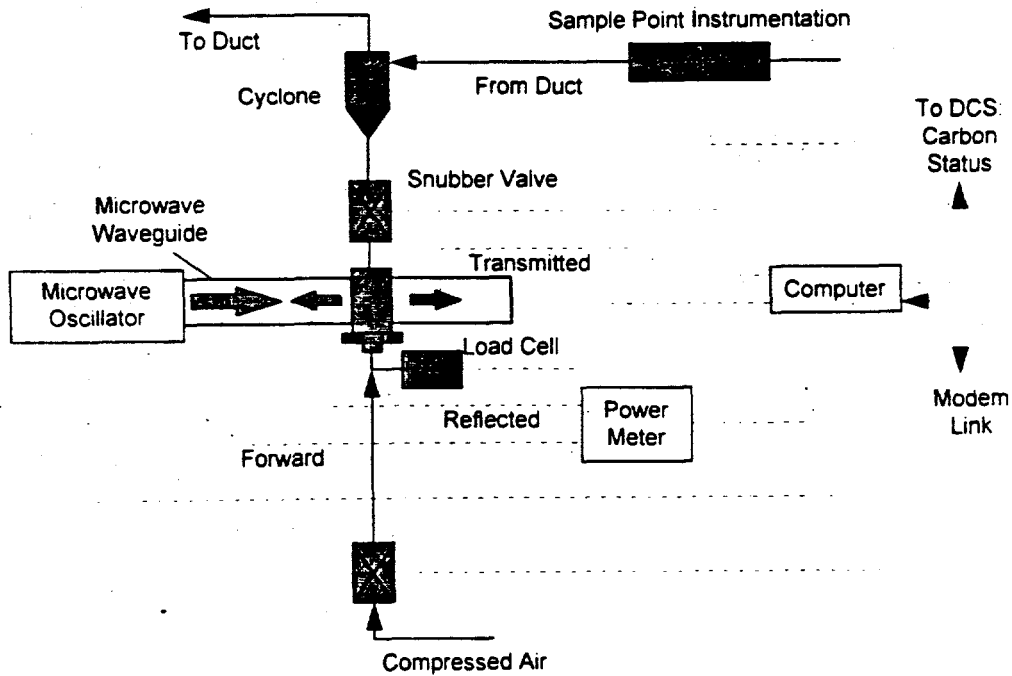 Sample Point Instrumentation
To Duct
From Duct
Cyclone
To DCS:
Carbon
Status
Snubber Valve
Microwave
Waveguide
Transmitted
Microwave
Oscillator
Computer
Load Cell
Reflected
Power
Meter
Modem
Link
Forward
Compressed Air